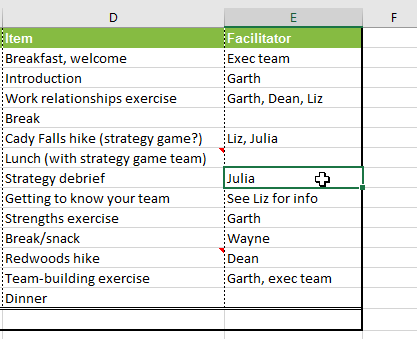 D E F
Item Facilitator
Breakfast, welcome Exec team
Introduction Garth
Work relationships exercise Garth, Dean, Liz
Break
Cady Falls hike (strategy game?) Liz, Julia
Lunch (with strategy game team)
Strategy debrief Julia
Getting to know your team See Liz for info
Strengths exercise Garth
Break/snack Wayne
Redwoods hike Dean
Team-building exercise Garth, exec team
Dinner